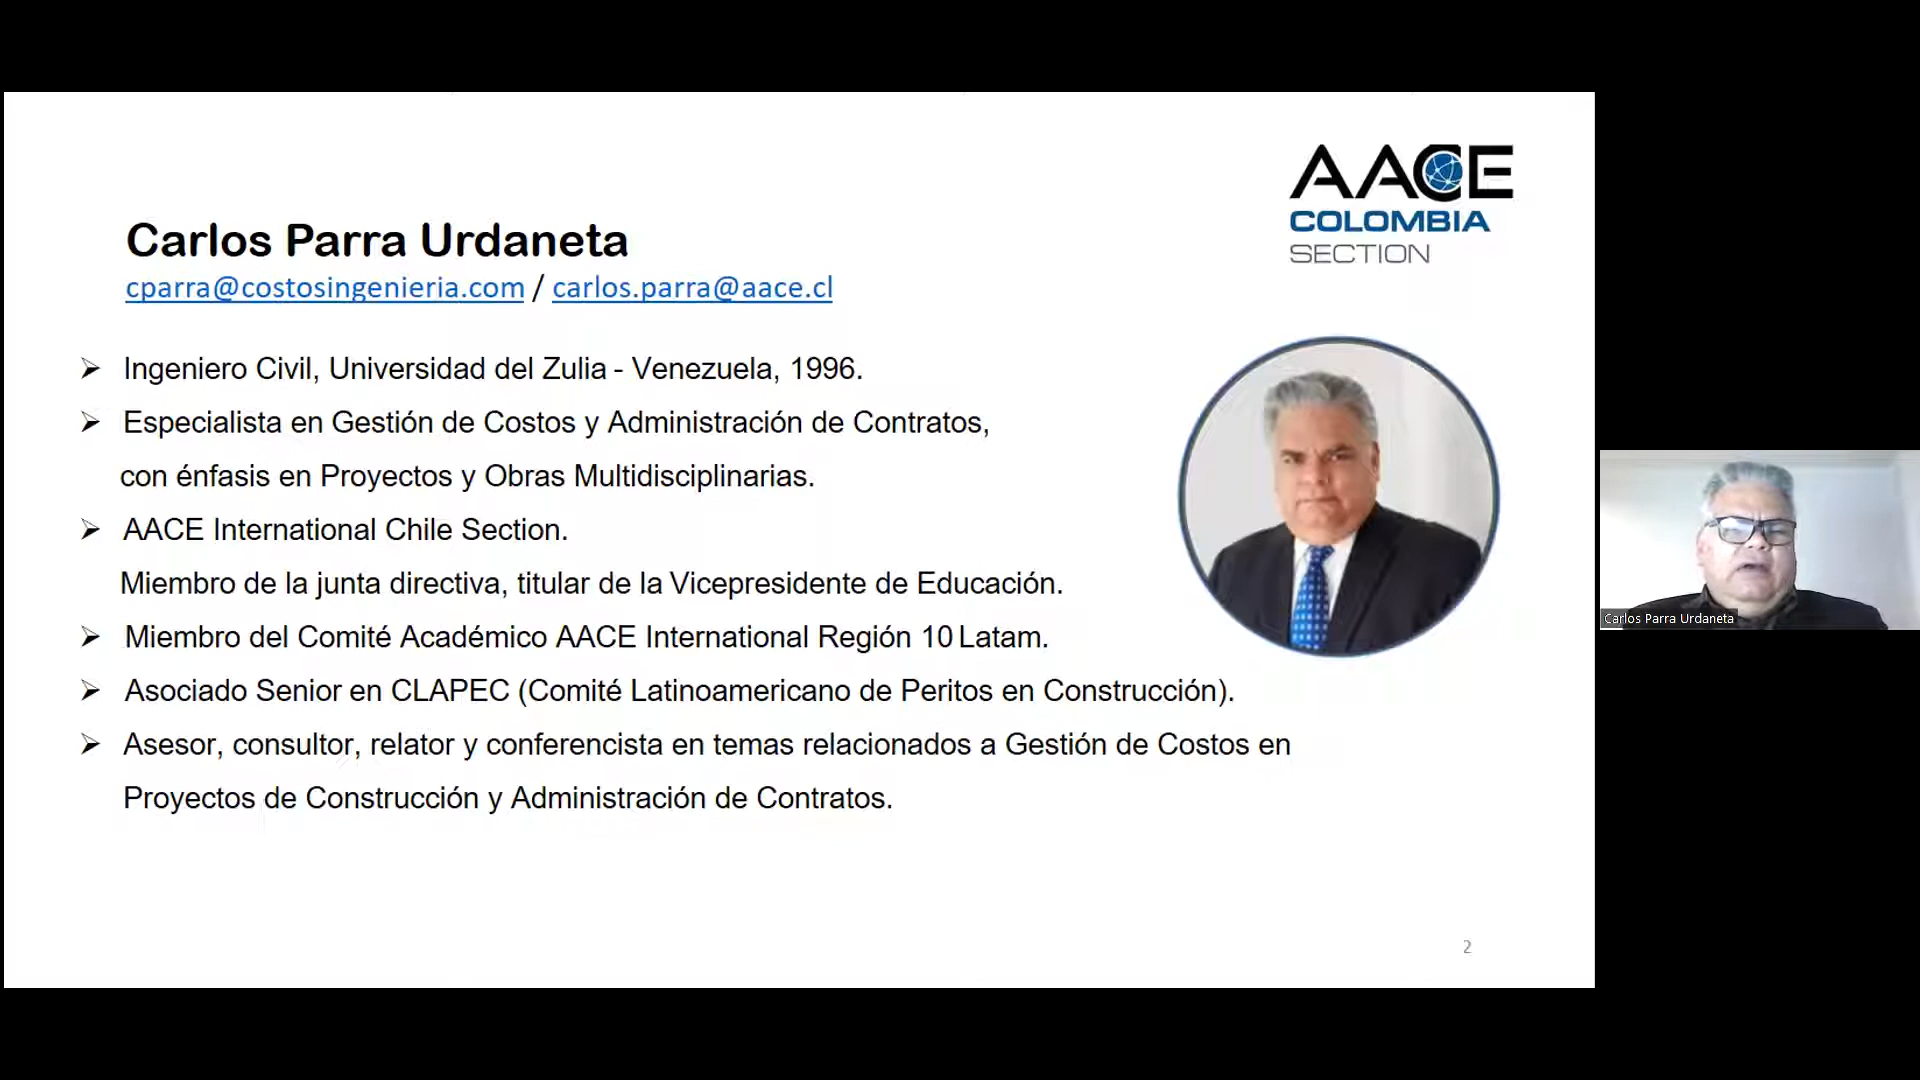 AACE
COLOMBIA
SECTION
Carlos Parra Urdaneta
cparra@costosingenieria.com / carlos.parra@aace.cl
Ingeniero Civil, Universidad del Zulia - Venezuela, 1996.
Especialista en Gestión de Costos y Administración de Contratos,
con énfasis en Proyectos y Obras Multidisciplinarias.
AACE International Chile Section.
Miembro de la junta directiva, titular de la Vicepresidente de Educación.
Miembro del Comité Académico AACE International Región 10 Latam.
Asociado Senior en CLAPEC (Comité Latinoamericano de Peritos en Construcción).
Asesor, consultor, relator y conferencista en temas relacionados a Gestión de Costos en
Proyectos de Construcción y Administración de Contratos.
2
Carlos Parra Urdaneta